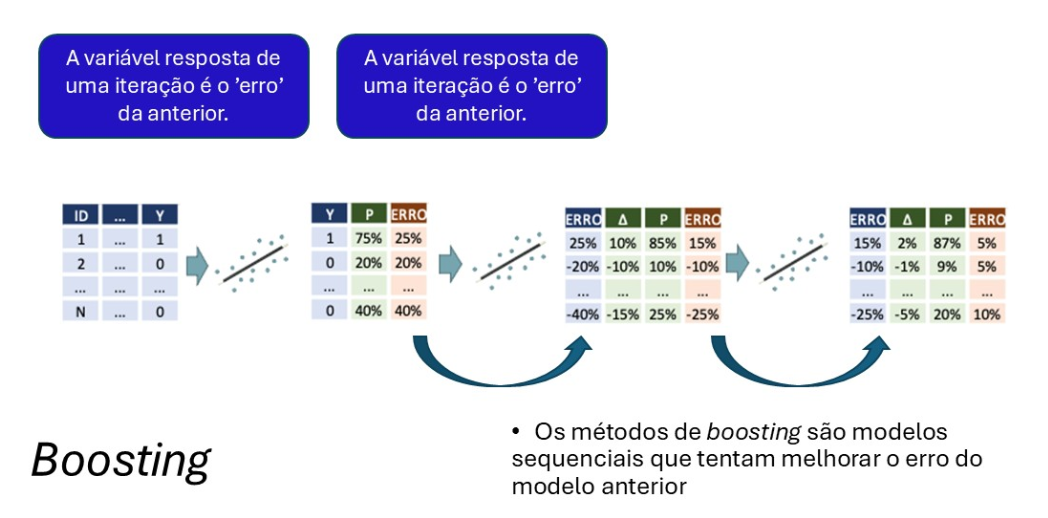 A variável resposta de
uma iteração é o ’erro’
da anterior.
A variável resposta de
uma iteração é o ’erro’
da anterior.
ID ... Y
1 ... 1
2 ... 0
... ... ...
N ... 0
Y P ERRO
1 75% 25%
0 20% 20%
... ... ...
0 40% 40%
ERRO Δ P ERRO
25% 10% 85% 15%
-20% -10% 10% -10%
... ... ... ...
-40% -15% 25% -25%
ERRO Δ P ERRO
15% 2% 87% 5%
-10% -1% 9% 5%
... ... ... ...
-25% -5% 20% 10%
Boosting
• Os métodos de boosting são modelos
sequenciais que tentam melhorar o erro do
modelo anterior